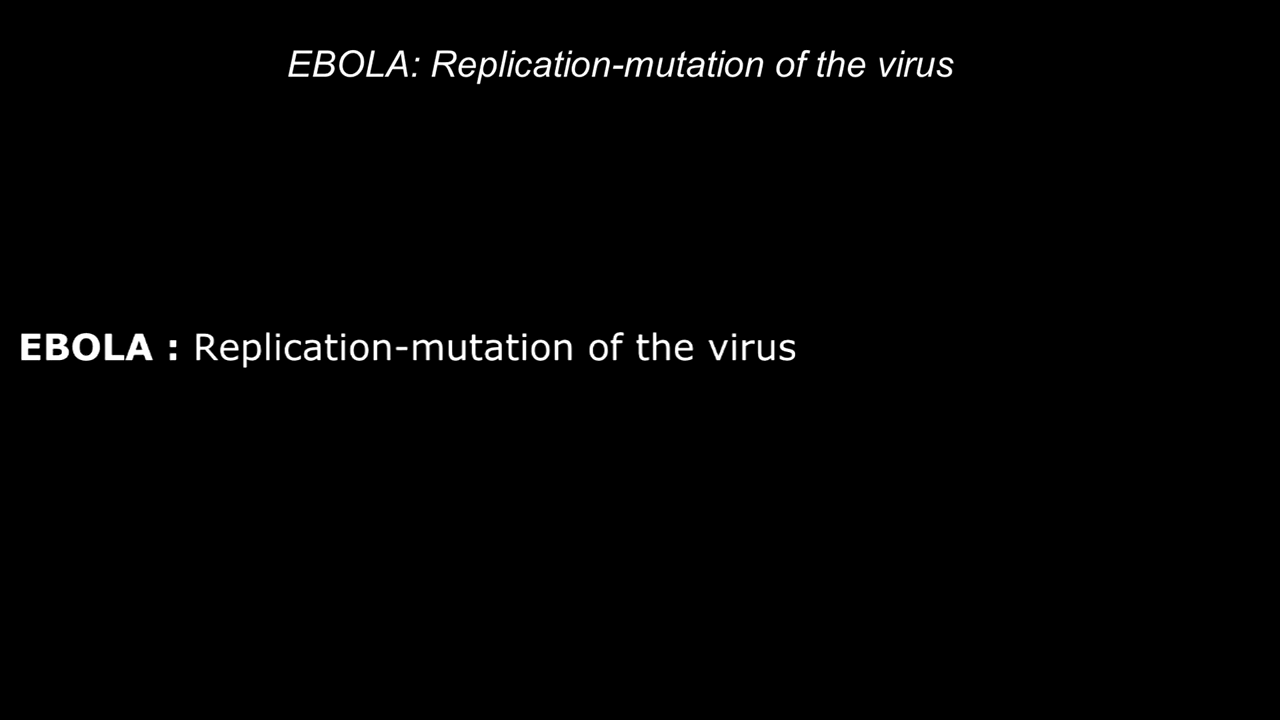 EBOLA: Replication-mutation of the virus
EBOLA : Replication-mutation of the virus